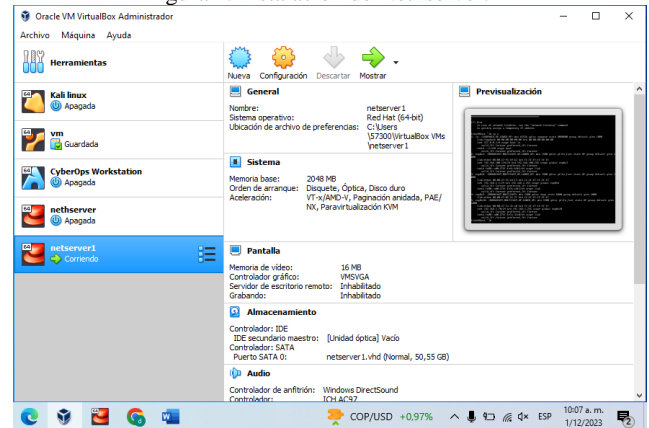 Oracle VM VirtualBox Administrador
Archivo Máquina Ayuda
Herramientas
Nueva Configuración Descartar Mostrar
64 Kali linux
Apagada
64 vm
Guardada
64 CyberOps Workstation
Apagada
64 nethserver
Apagada
64 netserver1
Corriendo
General
Nombre: netserver1
Sistema operativo: Red Hat (64-bit)
Ubicación de archivo de preferencias: C:\Users
\57300\VirtualBox VMs
\netserver1
Sistema
Memoria base: 2048 MB
Orden de arranque: Disquete, Óptica, Disco duro
Aceleración: VT-x/AMD-V, Paginación anidada, PAE/
NX, Paravirtualización KVM
Previsualización
Pantalla
Memoria de vídeo: 16 MB
Controlador gráfico: VMSVGA
Servidor de escritorio remoto: Inhabilitado
Grabando: Inhabilitado
Almacenamiento
Controlador: IDE
IDE secundario maestro: [Unidad óptica] Vacío
Controlador: SATA
Puerto SATA 0: netserver1.vhd (Normal, 50,55 GB)
Audio
Controlador de anfitrión: Windows DirectSound
Controlador: ICH AC97
COP/USD +0,97% ESP 10:07 a. m.
1/12/2023 2